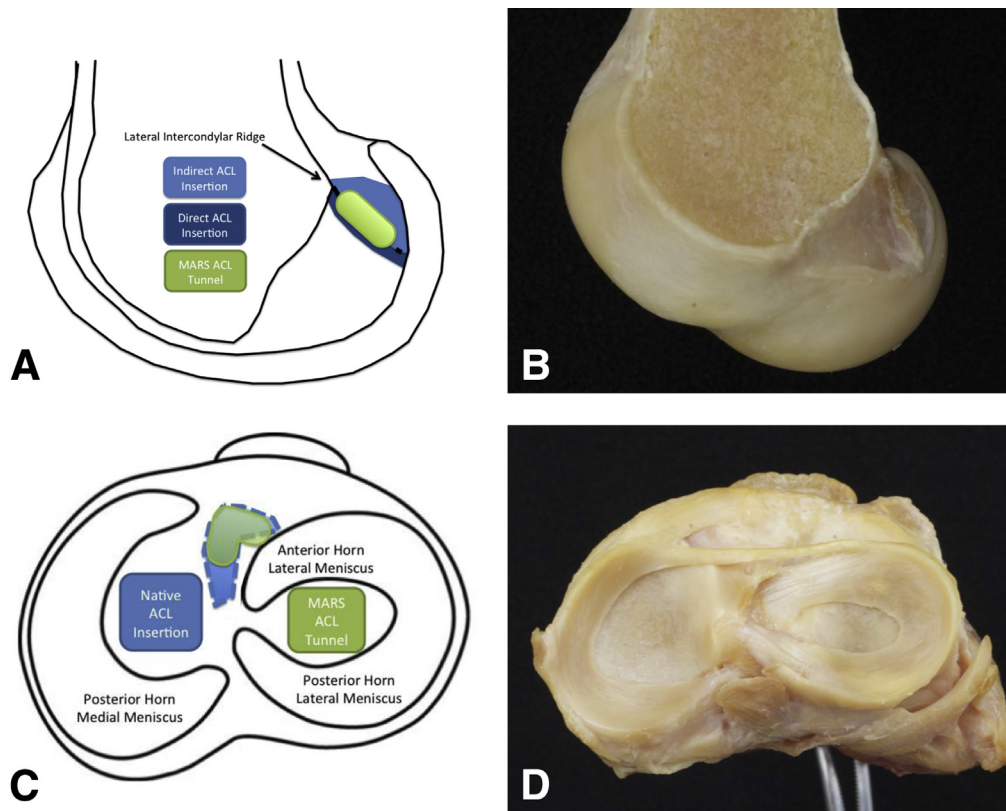 Lateral Intercondylar Ridge
Indirect ACL
Insertion
Direct ACL
Insertion
MARS ACL
Tunnel
A
B
Anterior Horn
Lateral Meniscus
Native
ACL
Insertion
MARS
ACL
Tunnel
Posterior Horn
Medial Meniscus
Posterior Horn
Lateral Meniscus
C
D